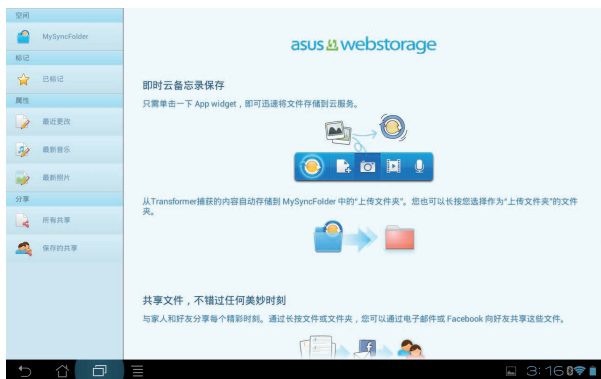 空间
MySyncFolder
标记
已标记
属性
最近更改
最新音乐
最新照片
分享
所有共享
保存的共享
asus webstorage
即时云备忘录保存
只需单击一下 App widget，即可迅速将文件存储到云服务。
从Transformer捕获的内容自动存储到 MySyncFolder 中的“上传文件夹”。您也可以长按您选择作为“上传文件夹”的文件
夹。
共享文件，不错过任何美妙时刻
与家人和好友分享每个精彩时刻。通过长按文件或文件夹，您可以通过电子邮件或 Facebook 向好友共享这些文件。
3:16